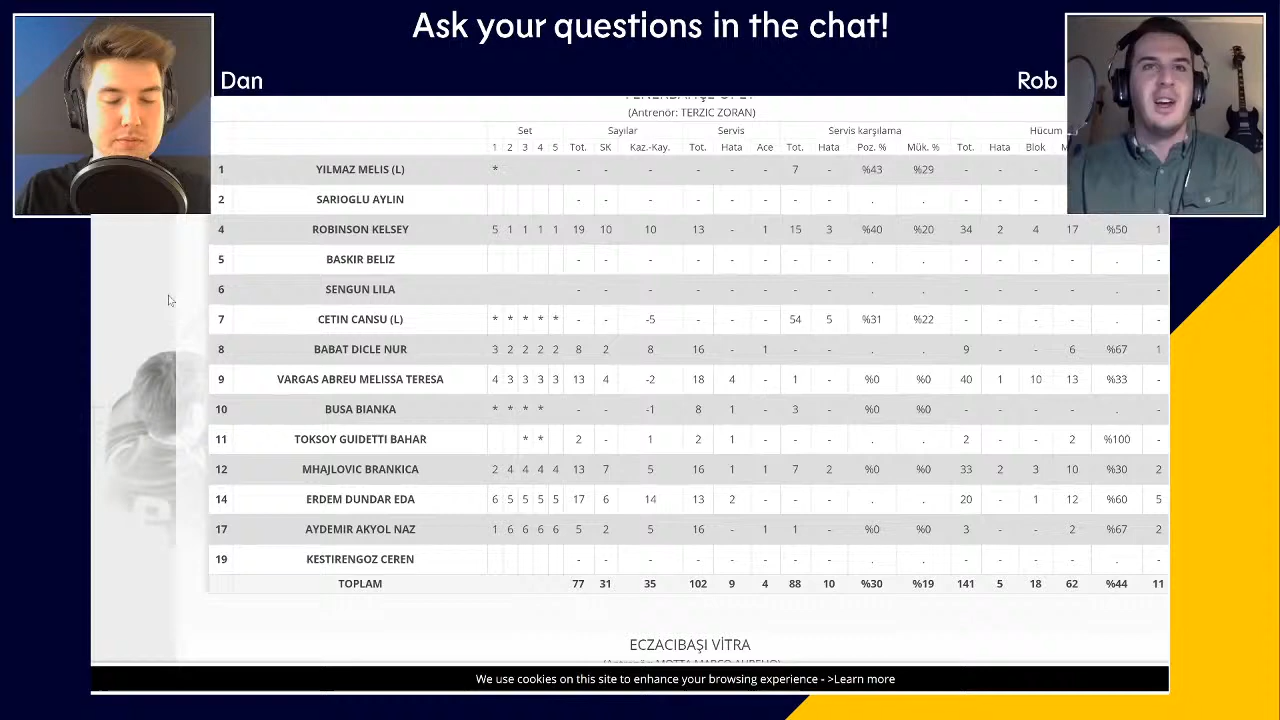 Ask your questions in the chat!
Dan
Rob
(Antrenör: TERZIC ZORAN)
Set Sayılar Servis Servis karşılama Hücum
1 2 3 4 5 Tot. SK Kaz.-Kay. Tot. Hata Ace Tot. Hata Poz. % Mük. % Tot. Hata Blok
1 YILMAZ MELIS (L) * - - - - - - 7 - %43 %29 - - - - . -
2 SARIOGLU AYLIN - - - - - - - - . . - - - - . -
4 ROBINSON KELSEY 5 1 1 1 1 19 10 10 13 - 1 15 3 %40 %20 34 2 4 17 %50 1
5 BASKIR BELIZ - - - - - - - - . . - - - - . -
6 SENGUN LILA - - - - - - - - . . - - - - . -
7 CETIN CANSU (L) * * * * * - - -5 - - - 54 5 %31 %22 - - - - . -
8 BABAT DICLE NUR 3 2 2 2 2 8 2 8 16 - 1 - - . . 9 - - 6 %67 1
9 VARGAS ABREU MELISSA TERESA 4 3 3 3 3 13 4 -2 18 4 - 1 - %0 %0 40 1 10 13 %33 -
10 BUSA BIANKA * * * * - - -1 8 1 - 3 - %0 %0 - - - - . -
11 TOKSOY GUIDETTI BAHAR * * 2 - 1 2 1 - - - . . 2 - - 2 %100 -
12 MHAJLOVIC BRANKICA 2 4 4 4 4 13 7 5 16 1 1 7 2 %0 %0 33 2 3 10 %30 2
14 ERDEM DUNDAR EDA 6 5 5 5 5 17 6 14 13 2 - - - . . 20 - 1 12 %60 5
17 AYDEMIR AKYOL NAZ 1 6 6 6 6 5 2 5 16 - 1 1 - %0 %0 3 - - 2 %67 2
19 KESTIRENGOZ CEREN - - - - - - - - . . - - - - . -
TOPLAM 77 31 35 102 9 4 88 10 %30 %19 141 5 18 62 %44 11
ECZACIBAŞI VİTRA
We use cookies on this site to enhance your browsing experience - >Learn more